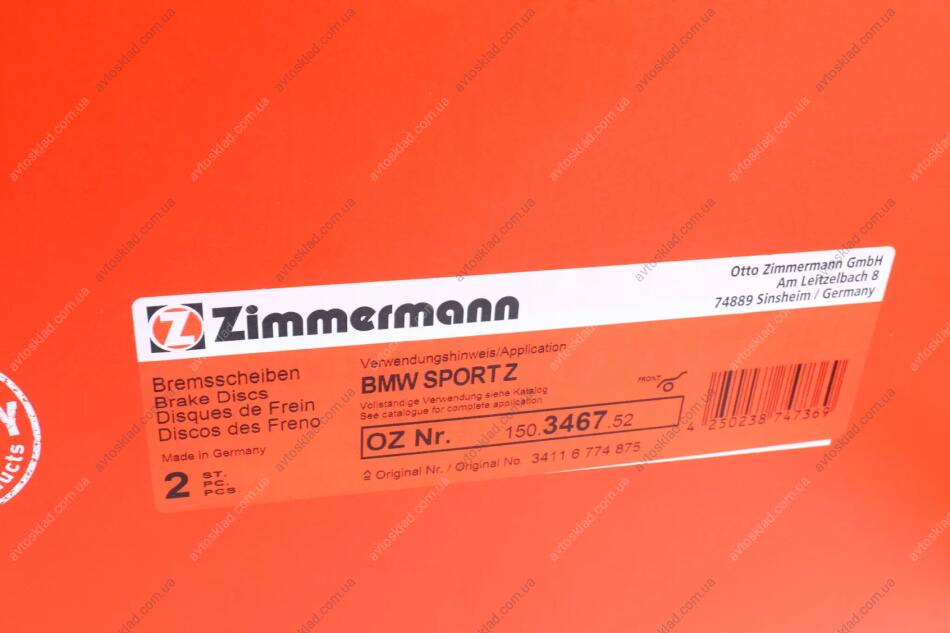 Zimmermann
Otto Zimmermann GmbH
Am Leitzelbach 8
74889 Sinsheim / Germany
Bremsscheiben
Brake Discs
Disques de Frein
Discos des Freno
Made in Germany
2 ST.
PC.
PCS.
Verwendungshinweis/Application
BMW SPORT Z
Vollständige Verwendung siehe Katalog
See catalogue for complete application
FRONT
OZ Nr. 150.3467.52
≙ Original Nr. / Original No. 3411 6 774 875
4 250238 747369
Y
ucts
avtosklad.com.ua